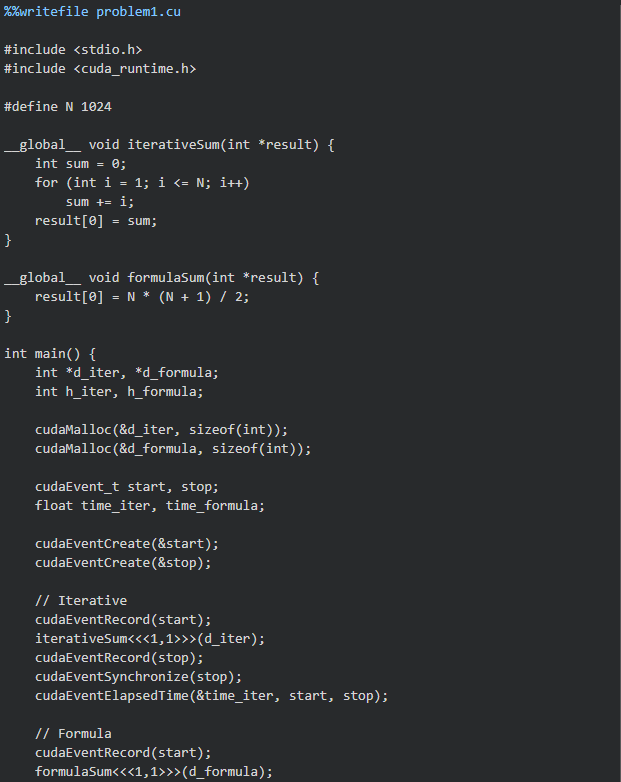 %%writefile problem1.cu
#include <stdio.h>
#include <cuda_runtime.h>
#define N 1024
__global__ void iterativeSum(int *result) {
    int sum = 0;
    for (int i = 1; i <= N; i++)
        sum += i;
    result[0] = sum;
}
__global__ void formulaSum(int *result) {
    result[0] = N * (N + 1) / 2;
}
int main() {
    int *d_iter, *d_formula;
    int h_iter, h_formula;
    cudaMalloc(&d_iter, sizeof(int));
    cudaMalloc(&d_formula, sizeof(int));
    cudaEvent_t start, stop;
    float time_iter, time_formula;
    cudaEventCreate(&start);
    cudaEventCreate(&stop);
    // Iterative
    cudaEventRecord(start);
    iterativeSum<<<1,1>>>(d_iter);
    cudaEventRecord(stop);
    cudaEventSynchronize(stop);
    cudaEventElapsedTime(&time_iter, start, stop);
    // Formula
    cudaEventRecord(start);
    formulaSum<<<1,1>>>(d_formula);